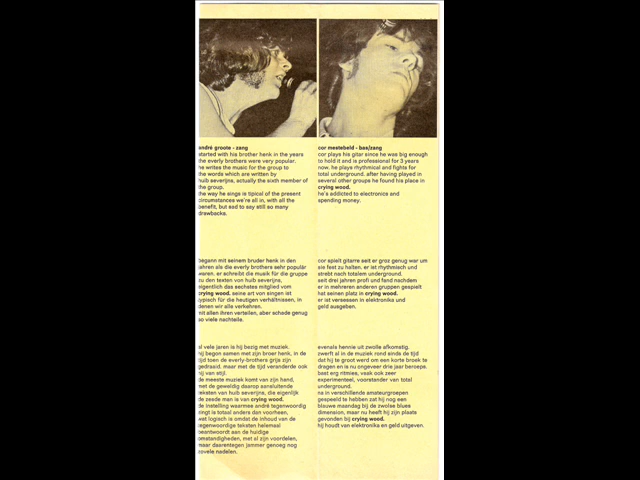 andré groote - zang
started with his brother henk in the years
the everly brothers were very popular.
he writes the music for the group to
the words which are written by
huib severijns, actually the sixth member of
the group.
the way he sings is tipical of the present
circumstances we're all in, with all the
benefit, but sad to say still so many
drawbacks.
cor mestebeld - bas/zang
cor plays his gitar since he was big enough
to hold it and is professional for 3 years
now. he plays rhythmical and fights for
total underground. after having played in
several other groups he found his place in
crying wood.
he's addicted to electronics and
spending money.
begann mit seinem bruder henk in den
jahren als die everly brothers sehr populär
waren. er schreibt die musik für die gruppe
zu den texten von huib severijns,
eigentlich das sechstes mitglied vom
crying wood. seine art von singen ist
typisch für die heutigen verhältnissen, in
denen wir alle verkehren.
mit allen ihren verteilen, aber schade genug
so viele nachteile.
cor spielt gitarre seit er groz genug war um
sie fest zu halten. er ist rhythmisch und
strebt nach totalem underground.
seit drei jahren profi und fand nachdem
er in mehreren anderen gruppen gespielt
hat seinen platz in crying wood.
er ist versessen in elektronika und
geld ausgeben.
al vele jaren is hij bezig met muziek.
hij begon samen met zijn broer henk, in de
tijd toen de everly-brothers grijs zijn
gedraaid. maar met de tijd veranderde ook
hij van stijl.
de meeste muziek komt van zijn hand,
met de geweldig daarop aansluitende
teksten van huib severijns, die eigenlijk
de zesde man is van crying wood.
de instelling waarmee andré tegenwoordig
zingt is totaal anders dan voorheen,
wat logisch is omdat de inhoud van de
tegenwoordige teksten helemaal
beantwoordt aan de huidige
omstandigheden, met al zijn voordelen,
maar daarentegen jammer genoeg nog
zovele nadelen.
evenals hennie uit zwolle afkomstig.
zwerft al in de muziek rond sinds de tijd
dat hij te groot werd om een korte broek te
dragen en is nu ongeveer drie jaar beroeps.
bast erg ritmies, vaak ook zeer
experimenteel, voorstander van total
underground.
na in verschillende amateurgroepen
gespeeld te hebben zat hij nog een
blauwe maandag bij de zwolse blues
dimension, maar nu heeft hij zijn plaats
gevonden bij crying wood.
hij houdt van elektronika en geld uitgeven.